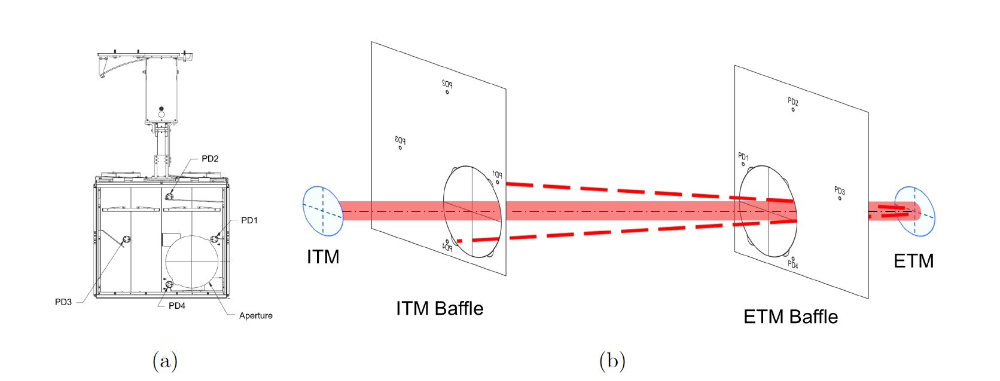 PD2
PD1
PD3
PD4
Aperture
(a)
PD2
PD3
PD1
PD4
ITM
ITM Baffle
PD2
PD1
PD3
PD4
ETM
ETM Baffle
(b)